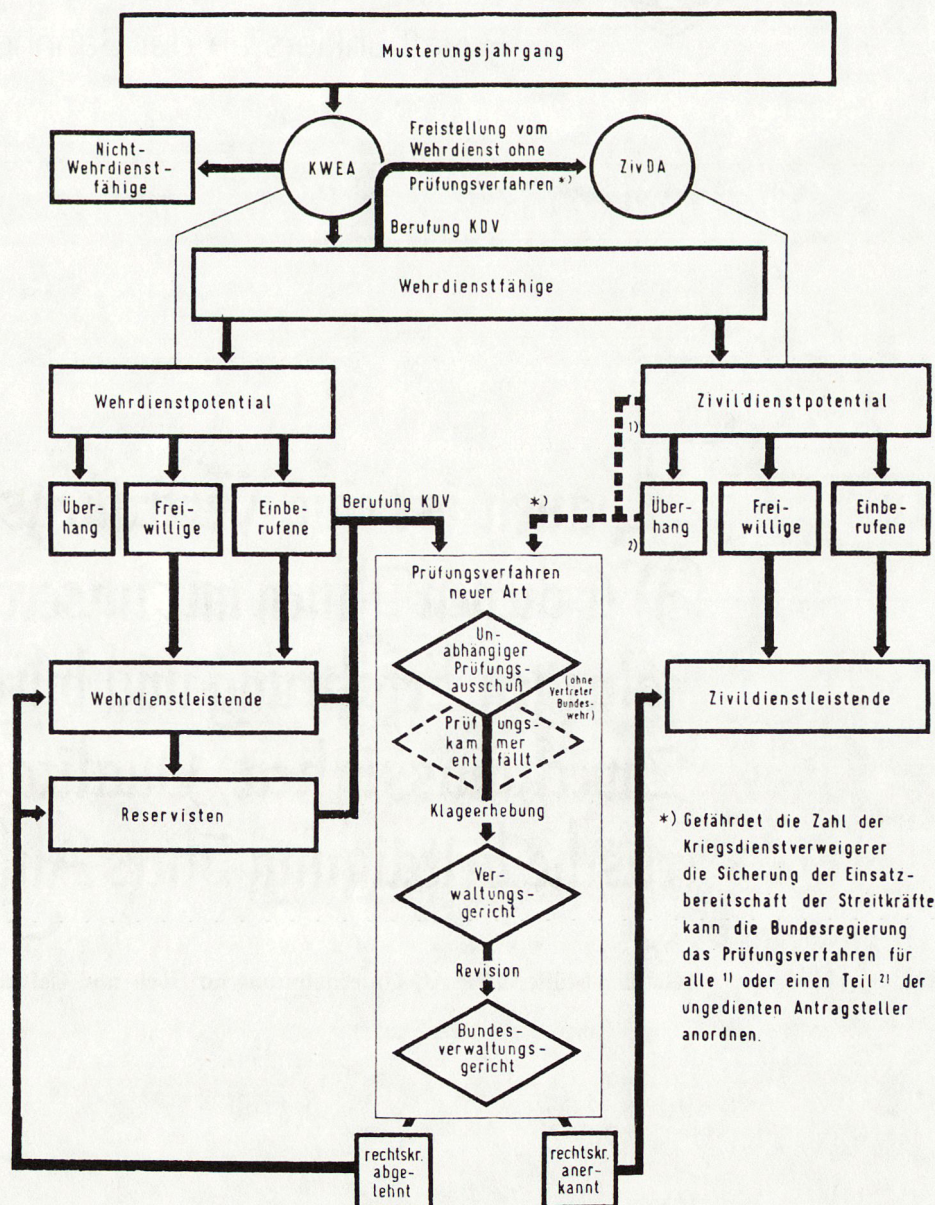 Musterungsjahrgang
Nicht-
Wehrdienst-
fähige
KWEA
Freistellung vom
Wehrdienst ohne
Prüfungsverfahren *)
ZivDA
Berufung KDV
Wehrdienstfähige
Wehrdienstpotential
Zivildienstpotential
1)
Über-
hang
Frei-
willige
Einbe-
rufene
Berufung KDV
*)
2)
Über-
hang
Frei-
willige
Einbe-
rufene
Prüfungsverfahren
neuer Art
Un-
abhängiger
Prüfungs-
ausschuß
(ohne
Vertreter
Bundes-
wehr)
Prüfungs-
kammer
entfällt
Klageerhebung
Ver-
waltungs-
gericht
Revision
Bundes-
verwaltungs-
gericht
Wehrdienstleistende
Reservisten
Zivildienstleistende
*) Gefährdet die Zahl der
Kriegsdienstverweigerer
die Sicherung der Einsatz-
bereitschaft der Streitkräfte
kann die Bundesregierung
das Prüfungsverfahren für
alle 1) oder einen Teil 2) der
ungedienten Antragsteller
anordnen.
rechtskr.
abge-
lehnt
rechtskr.
aner-
kannt